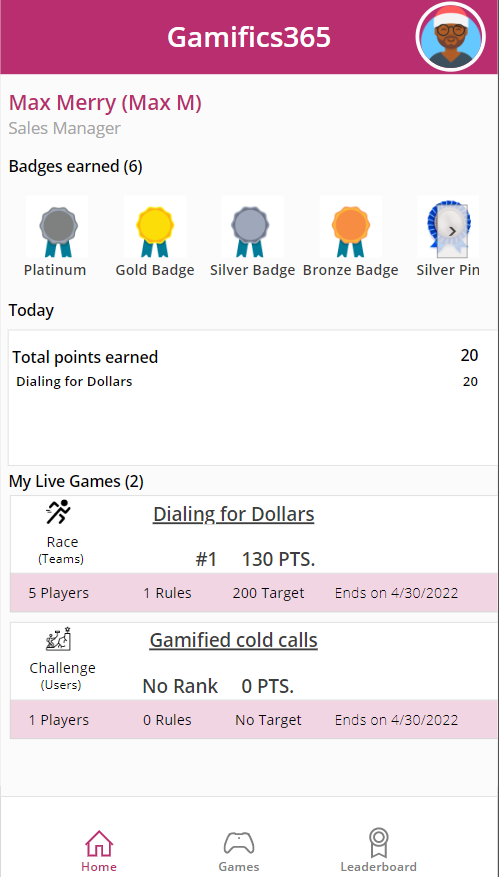 Gamifics365
Max Merry (Max M)
Sales Manager
Badges earned (6)
Platinum Gold Badge Silver Badge Bronze Badge Silver Pin
Today
Total points earned 20
Dialing for Dollars 20
My Live Games (2)
Dialing for Dollars
Race
(Teams)
#1 130 PTS.
5 Players 1 Rules 200 Target Ends on 4/30/2022
Gamified cold calls
Challenge
(Users)
No Rank 0 PTS.
1 Players 0 Rules No Target Ends on 4/30/2022
Home Games Leaderboard